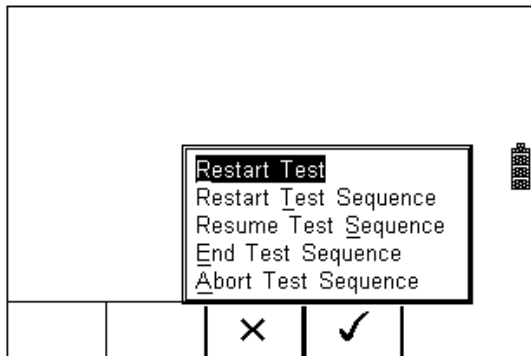 Restart Test
Restart Test Sequence
Resume Test Sequence
End Test Sequence
Abort Test Sequence